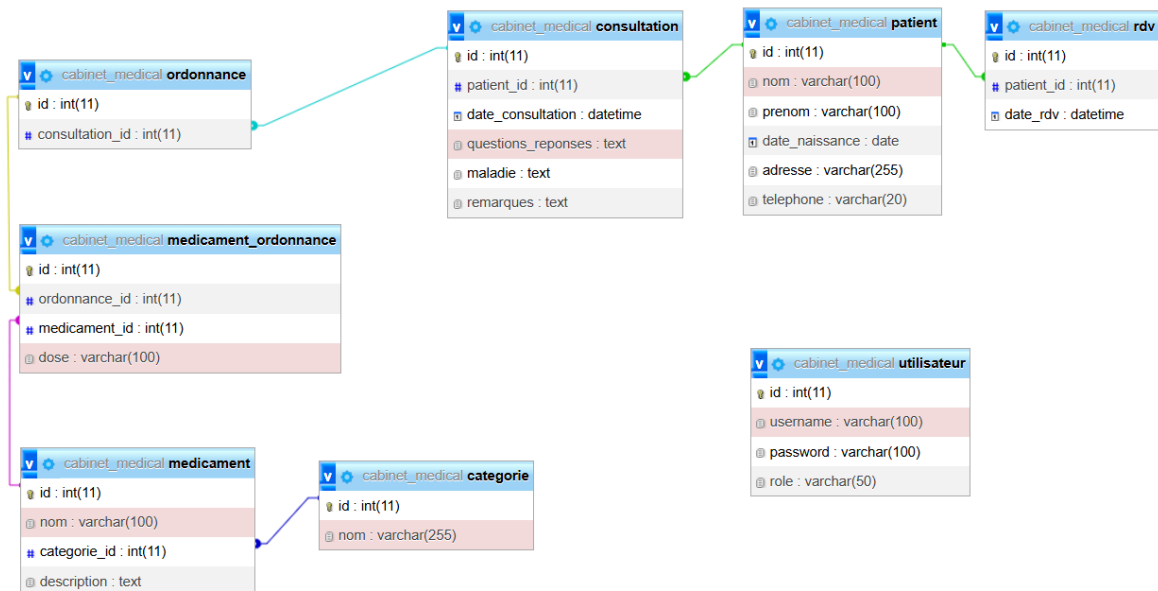 cabinet_medical ordonnance
id : int(11)
# consultation_id : int(11)
cabinet_medical consultation
id : int(11)
# patient_id : int(11)
date_consultation : datetime
questions_reponses : text
maladie : text
remarques : text
cabinet_medical patient
id : int(11)
nom : varchar(100)
prenom : varchar(100)
date_naissance : date
adresse : varchar(255)
telephone : varchar(20)
cabinet_medical rdv
id : int(11)
# patient_id : int(11)
date_rdv : datetime
cabinet_medical medicament_ordonnance
id : int(11)
# ordonnance_id : int(11)
# medicament_id : int(11)
dose : varchar(100)
cabinet_medical utilisateur
id : int(11)
username : varchar(100)
password : varchar(100)
role : varchar(50)
cabinet_medical medicament
id : int(11)
nom : varchar(100)
# categorie_id : int(11)
description : text
cabinet_medical categorie
id : int(11)
nom : varchar(255)